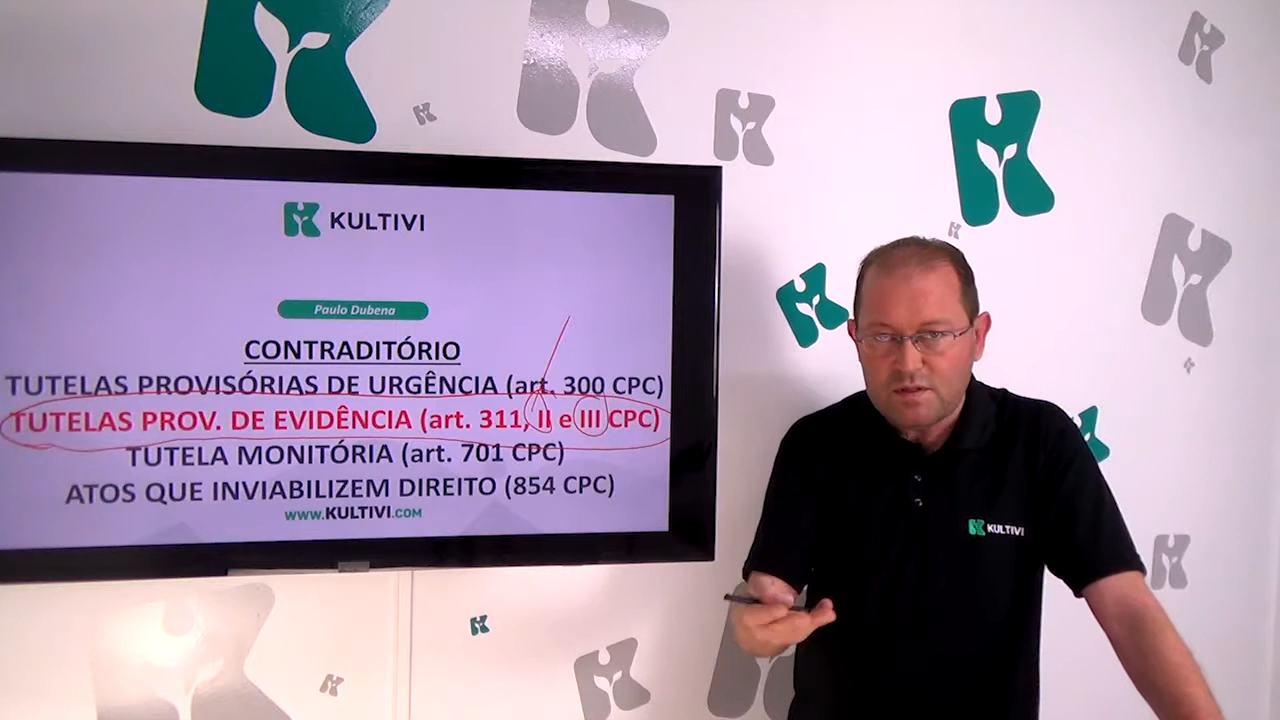 KULTIVI
Paulo Dubena
CONTRADITÓRIO
TUTELAS PROVISÓRIAS DE URGÊNCIA (art. 300 CPC)
TUTELAS PROV. DE EVIDÊNCIA (art. 311, II e III CPC)
TUTELA MONITÓRIA (art. 701 CPC)
ATOS QUE INVIABILIZEM DIREITO (854 CPC)
WWW.KULTIVI.COM
KULTIVI